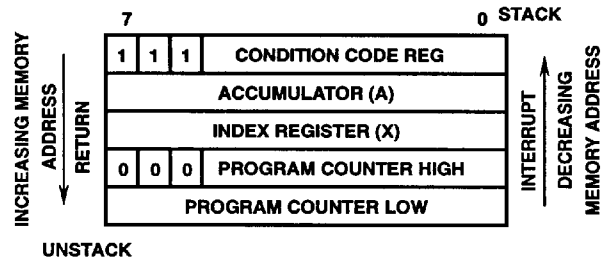 7 0 STACK
1 1 1 CONDITION CODE REG
ACCUMULATOR (A)
INDEX REGISTER (X)
0 0 0 PROGRAM COUNTER HIGH
PROGRAM COUNTER LOW
UNSTACK
INCREASING MEMORY
ADDRESS
RETURN
INTERRUPT
DECREASING
MEMORY ADDRESS